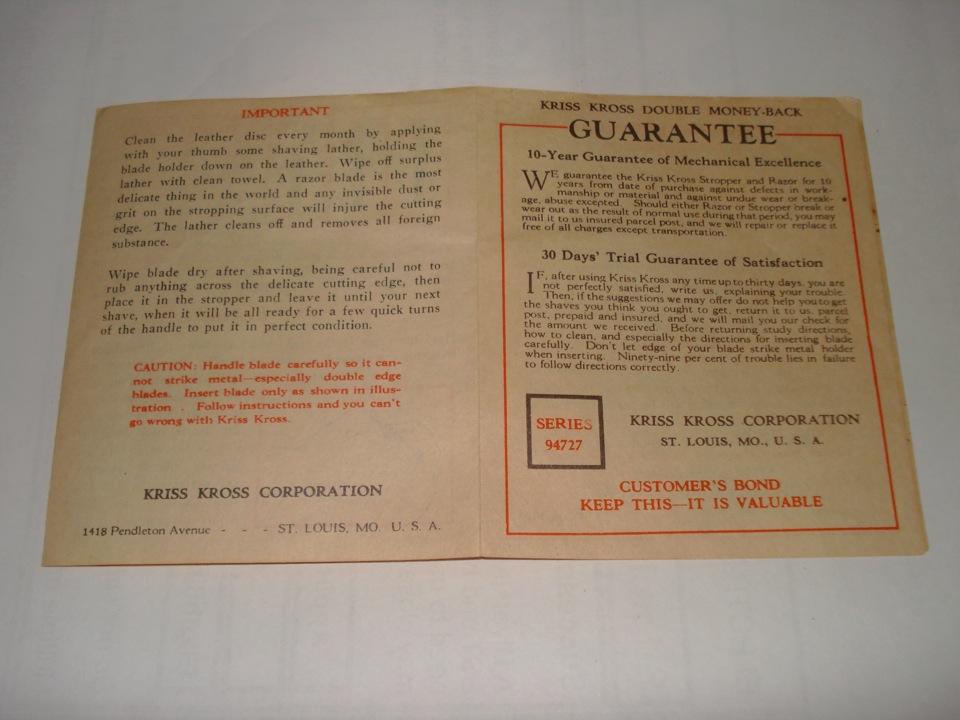 IMPORTANT
Clean the leather disc every month by applying
with your thumb some shaving lather, holding the
blade holder down on the leather. Wipe off surplus
lather with clean towel. A razor blade is the most
delicate thing in the world and any invisible dust or
grit on the stropping surface will injure the cutting
edge. The lather cleans off and removes all foreign
substance.
Wipe blade dry after shaving, being careful not to
rub anything across the delicate cutting edge, then
place it in the stropper and leave it until your next
shave, when it will be all ready for a few quick turns
of the handle to put it in perfect condition.
CAUTION: Handle blade carefully so it can-
not strike metal—especially double edge
blades. Insert blade only as shown in illus-
tration . Follow instructions and you can't
go wrong with Kriss Kross.
KRISS KROSS CORPORATION
1418 Pendleton Avenue - - - ST. LOUIS, MO. U. S. A.
KRISS KROSS DOUBLE MONEY-BACK
GUARANTEE
10-Year Guarantee of Mechanical Excellence
WE guarantee the Kriss Kross Stropper and Razor for 10
years from date of purchase against defects in work-
manship or material and against undue wear or break-
age, abuse excepted. Should either Razor or Stropper break or
wear out as the result of normal use during that period, you may
mail it to us insured parcel post, and we will repair or replace it
free of all charges except transportation.
30 Days' Trial Guarantee of Satisfaction
IF, after using Kriss Kross any time up to thirty days, you are
not perfectly satisfied, write us, explaining your trouble.
Then, if the suggestions we may offer do not help you to get
the shaves you think you ought to get, return it to us, parcel
post, prepaid and insured, and we will mail you our check for
the amount we received. Before returning study directions,
how to clean, and especially the directions for inserting blade
carefully. Don't let edge of your blade strike metal holder
when inserting. Ninety-nine per cent of trouble lies in failure
to follow directions correctly.
SERIES
94727
KRISS KROSS CORPORATION
ST. LOUIS, MO., U. S. A.
CUSTOMER'S BOND
KEEP THIS—IT IS VALUABLE